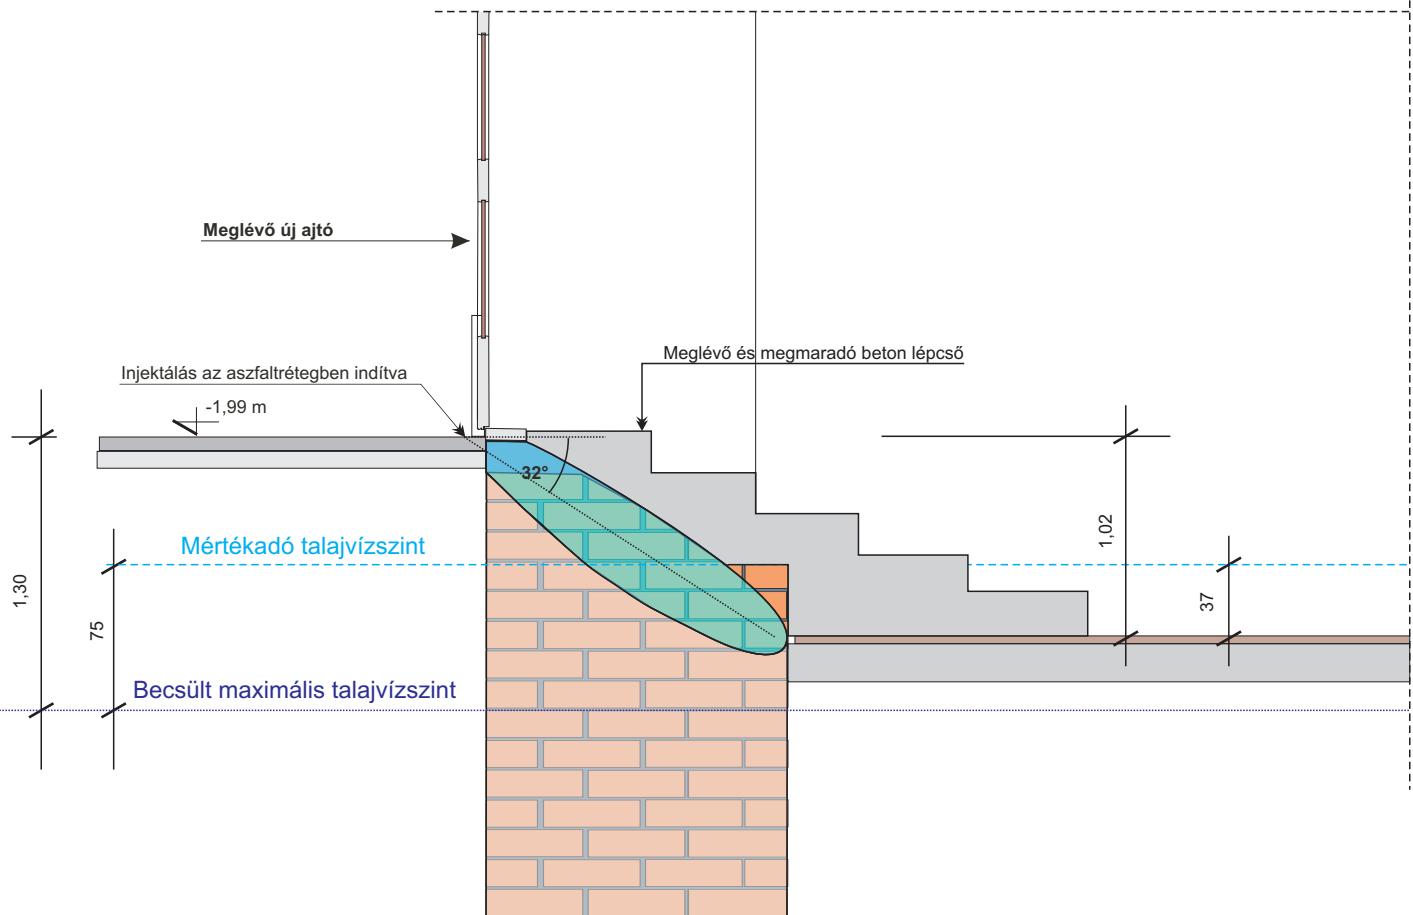 Meglévő új ajtó
Meglévő és megmaradó beton lépcső
Injektálás az aszfaltrétegben indítva
-1,99 m
32°
1,02
Mértékadó talajvízszint
1,30
37
75
Becsült maximális talajvízszint